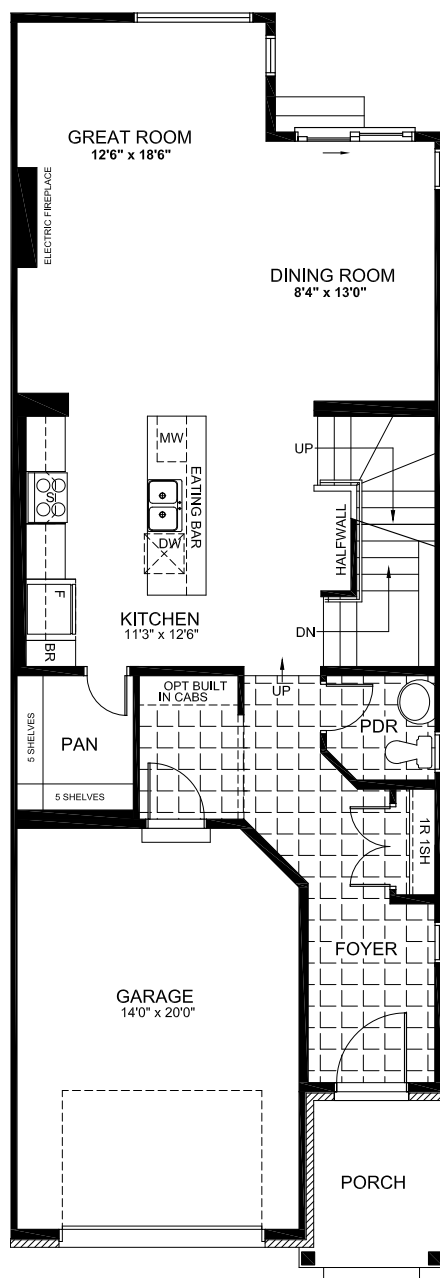 GREAT ROOM
12'6" x 18'6"
ELECTRIC FIREPLACE
DINING ROOM
8'4" x 13'0"
MW
UP
S
EATING BAR
HALFWALL
DW
F
KITCHEN
11'3" x 12'6"
DN
BR
OPT BUILT
IN CABS
UP
PDR
5 SHELVES
PAN
5 SHELVES
1R 1SH
FOYER
GARAGE
14'0" x 20'0"
PORCH